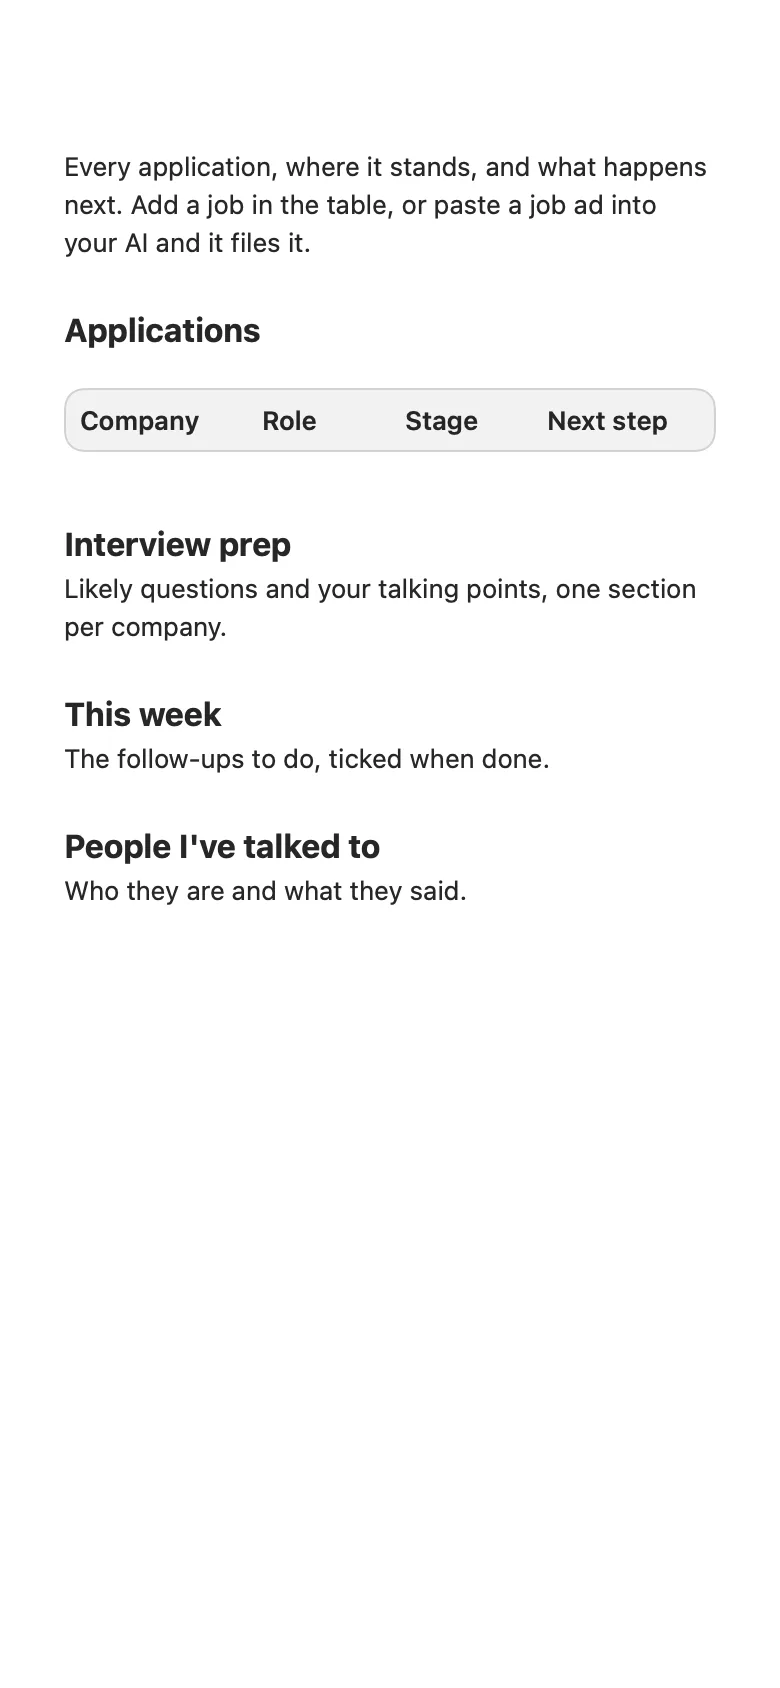 Every application, where it stands, and what happens
next. Add a job in the table, or paste a job ad into
your AI and it files it.
Applications
Company Role Stage Next step
Interview prep
Likely questions and your talking points, one section
per company.
This week
The follow-ups to do, ticked when done.
People I've talked to
Who they are and what they said.